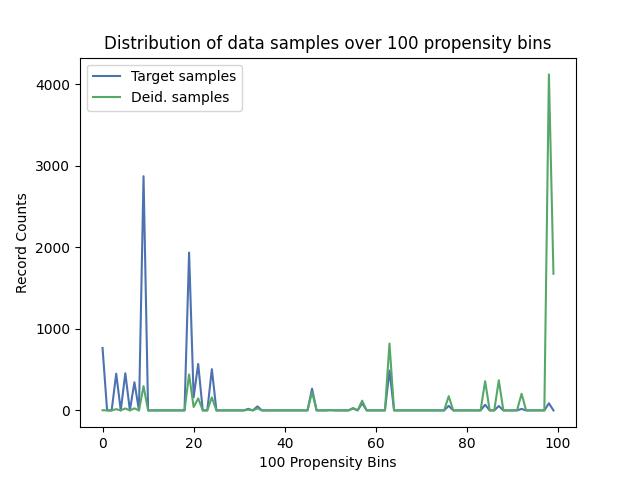 Distribution of data samples over 100 propensity bins
Target samples
Deid. samples
Record Counts
4000
3000
2000
1000
0
0 20 40 60 80 100
100 Propensity Bins